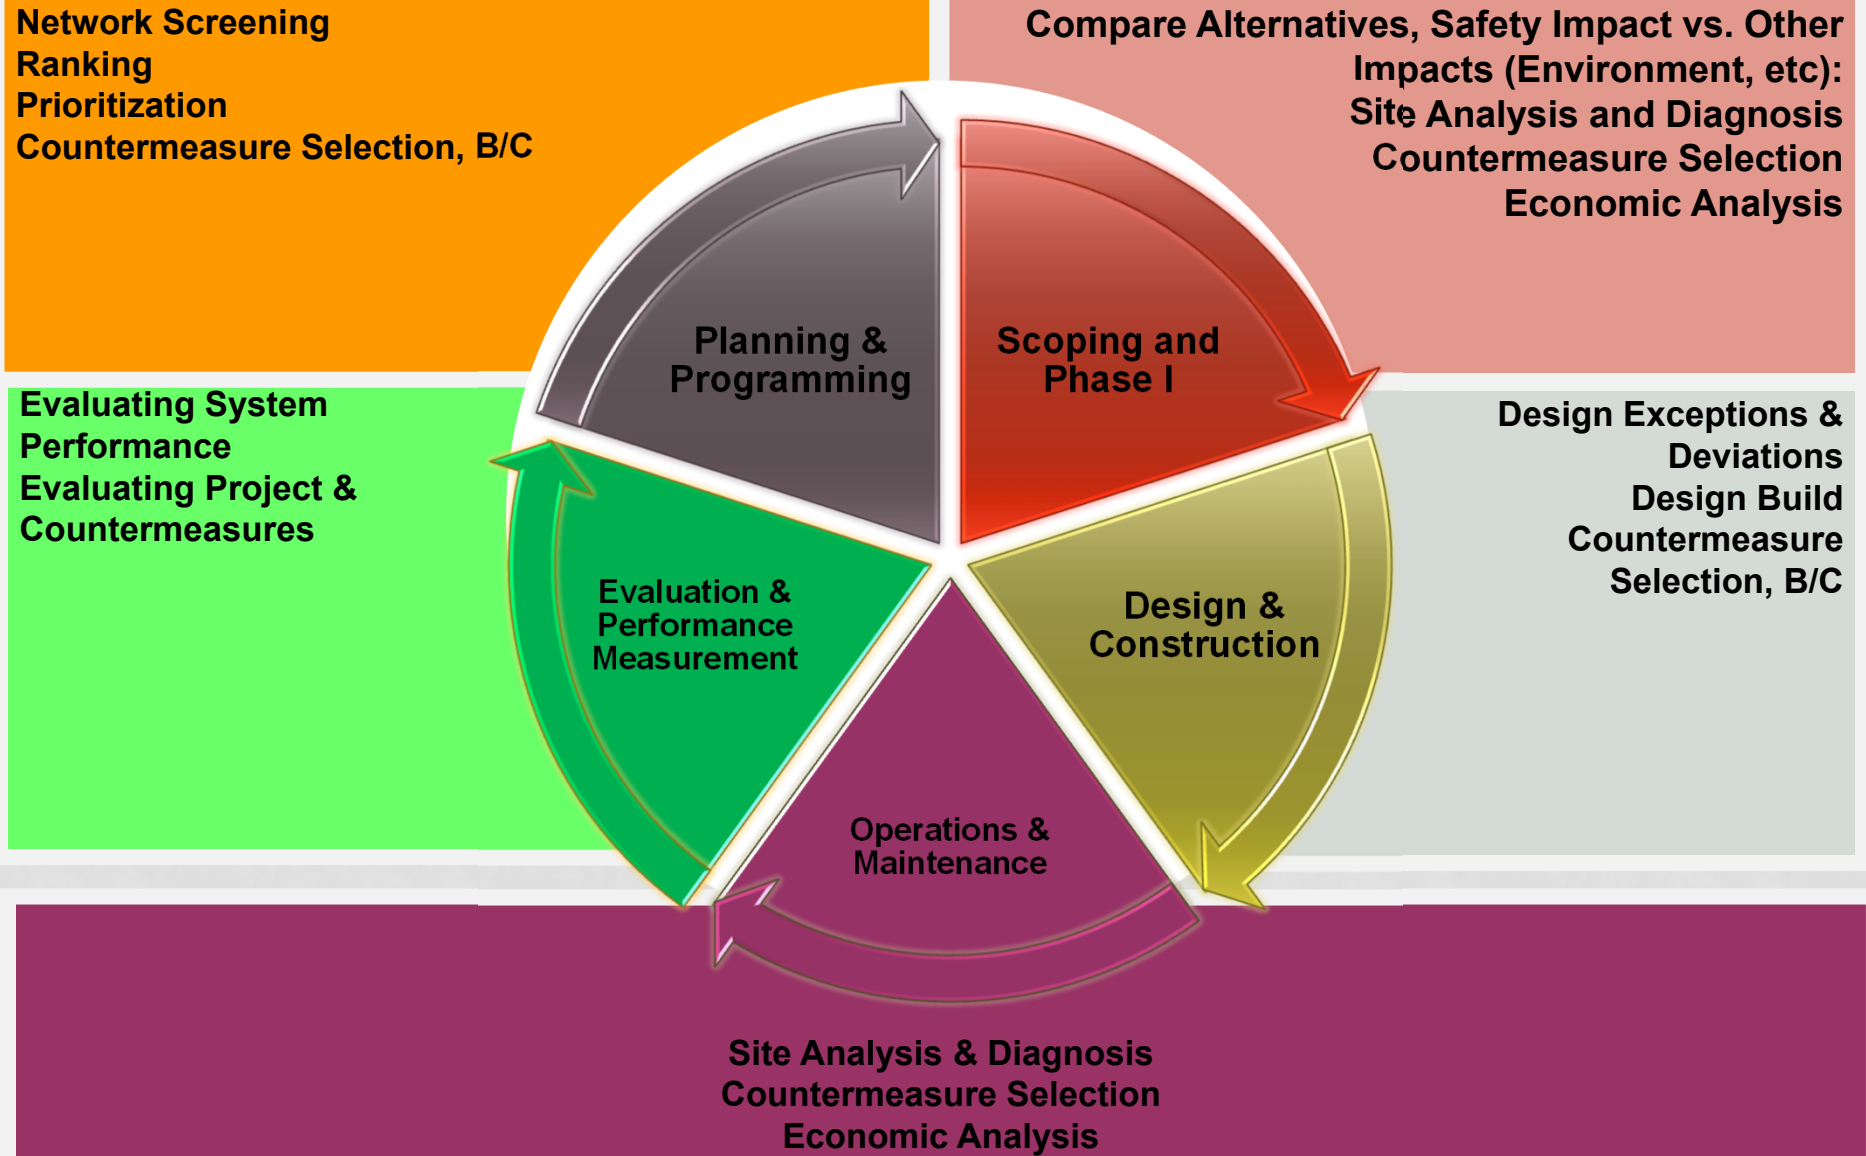 Network Screening
Ranking
Prioritization
Countermeasure Selection, B/C
Compare Alternatives, Safety Impact vs. Other
Impacts (Environment, etc):
Site Analysis and Diagnosis
Countermeasure Selection
Economic Analysis
Planning &
Programming
Scoping and
Phase I
Evaluating System
Performance
Evaluating Project &
Countermeasures
Design Exceptions &
Deviations
Design Build
Countermeasure
Selection, B/C
Evaluation &
Performance
Measurement
Design &
Construction
Operations &
Maintenance
Site Analysis & Diagnosis
Countermeasure Selection
Economic Analysis